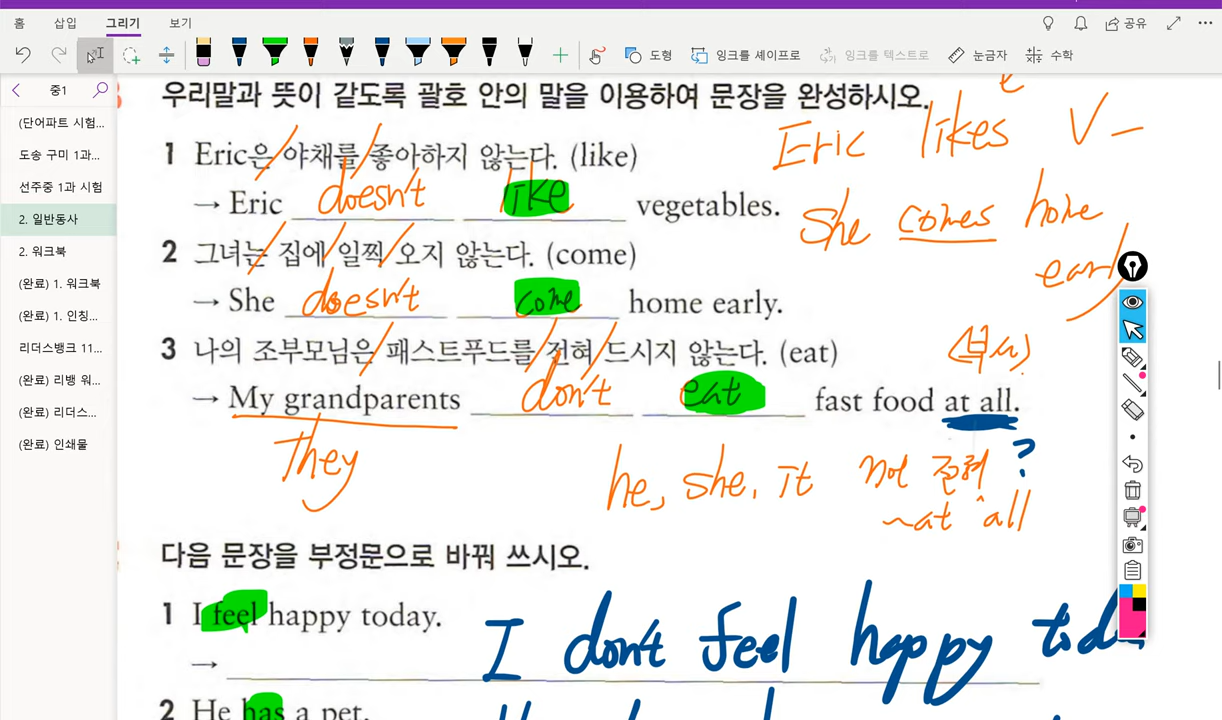 홈 삽입 그리기 보기
공유
도형 잉크를 셰이프로 잉크를 텍스트로 눈금자 수학
중1
(단어파트 시험...
도송 구미 1과...
선주중 1과 시험
2. 일반동사
2. 워크북
(완료) 1. 워크북
(완료) 1. 인칭...
리더스뱅크 11...
(완료) 리뱅 워...
(완료) 리더스...
(완료) 인쇄물
우리말과 뜻이 같도록 괄호 안의 말을 이용하여 문장을 완성하시오.
e
Eric likes V
1 Eric은 야채를 좋아하지 않는다. (like)
→ Eric doesn't like vegetables.
She comes home
early
2 그녀는 집에 일찍 오지 않는다. (come)
→ She doesn't come home early.
3 나의 조부모님은 패스트푸드를 전혀 드시지 않는다. (eat)
(부사)
→ My grandparents don't eat fast food at all.
They
he, she, it not 전혀 ?
~at all
다음 문장을 부정문으로 바꿔 쓰시오.
1 I feel happy today.
→ I don't feel happy
2 He has a pet.